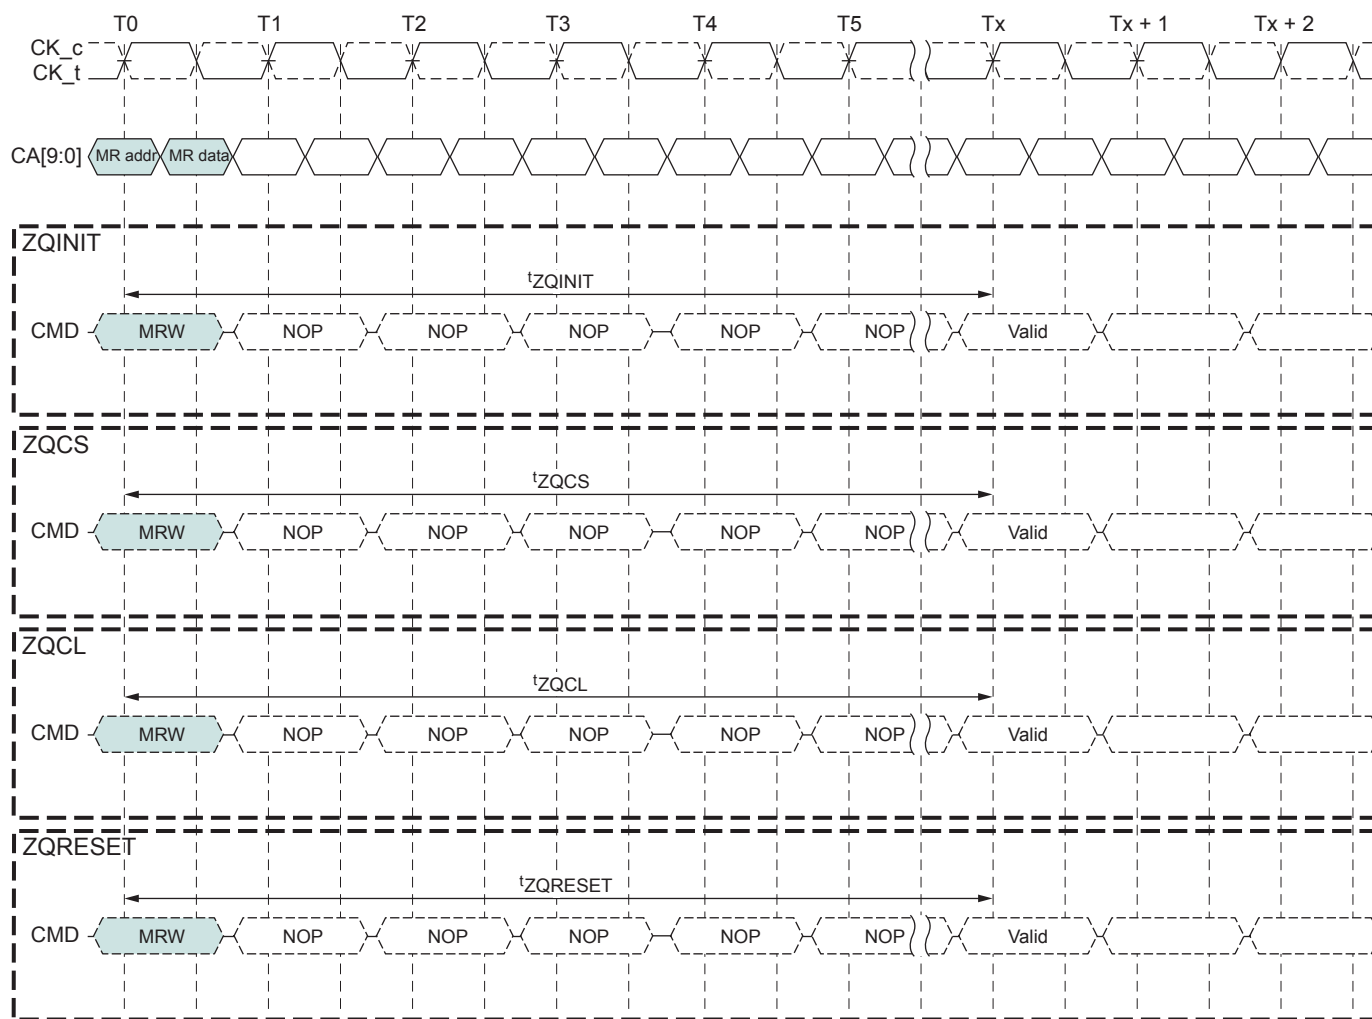 T0 T1 T2 T3 T4 T5 Tx Tx + 1 Tx + 2
CK_c
CK_t
CA[9:0] MR addr MR data
ZQINIT
tZQINIT
CMD MRW NOP NOP NOP NOP NOP Valid
ZQCS
tZQCS
CMD MRW NOP NOP NOP NOP NOP Valid
ZQCL
tZQCL
CMD MRW NOP NOP NOP NOP NOP Valid
ZQRESET
tZQRESET
CMD MRW NOP NOP NOP NOP NOP Valid